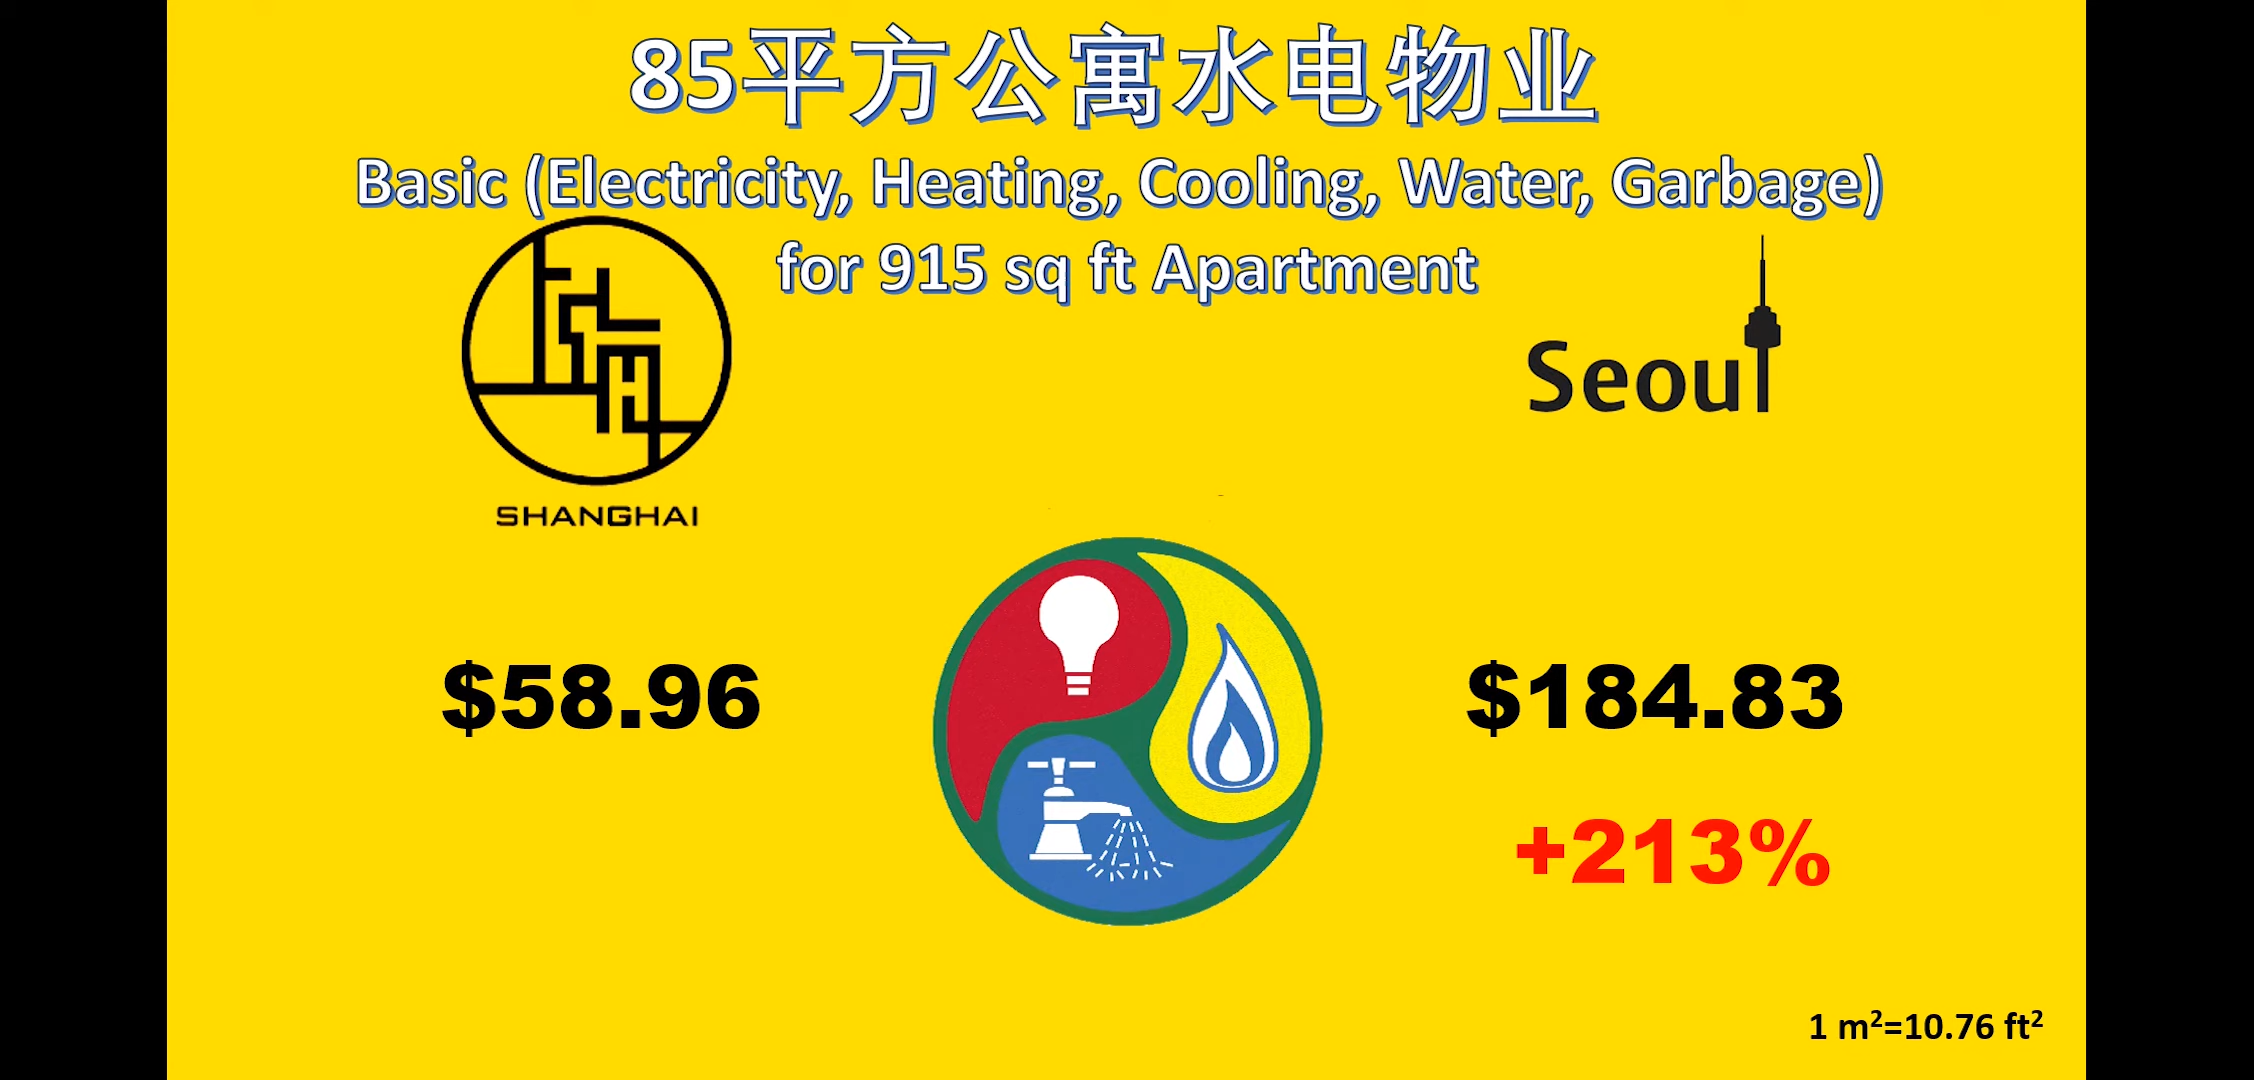 85平方公寓水电物业
Basic (Electricity, Heating, Cooling, Water, Garbage)
for 915 sq ft Apartment
SHANGHAI
Seoul
$58.96
$184.83
+213%
1 m²=10.76 ft²